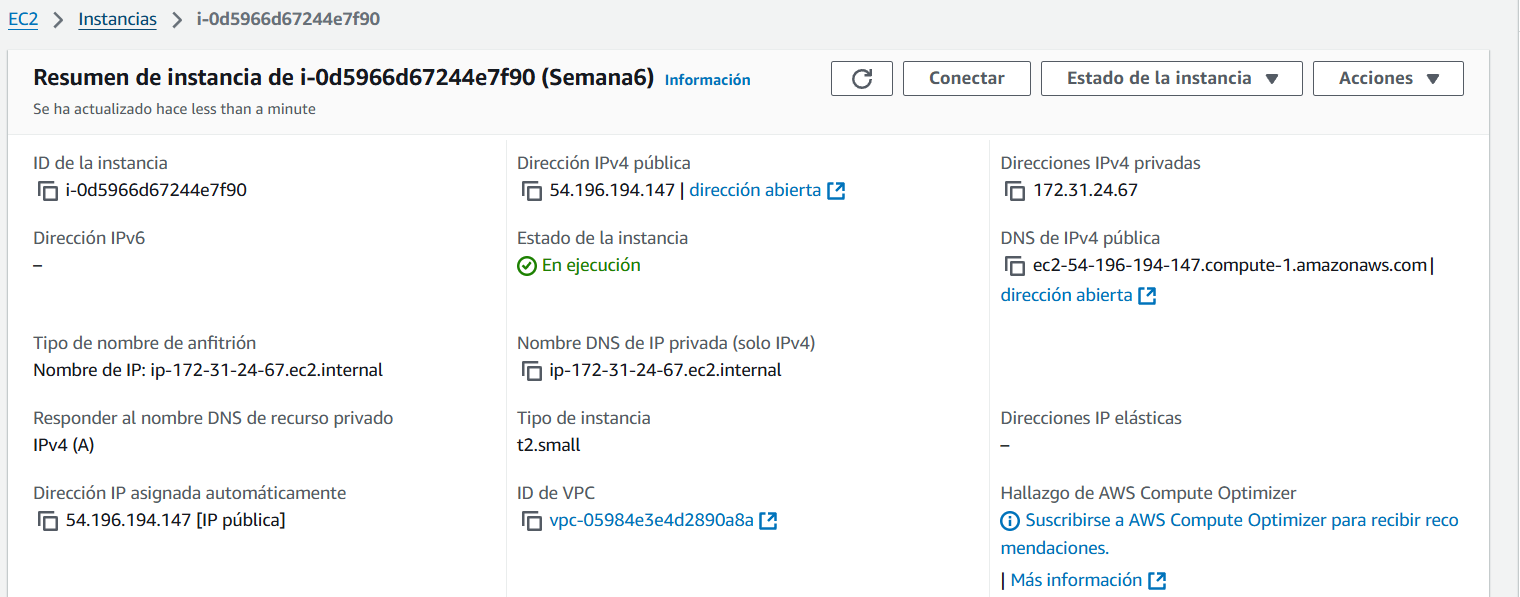 EC2 > Instancias > i-0d5966d67244e7f90
Resumen de instancia de i-0d5966d67244e7f90 (Semana6) Información
Se ha actualizado hace less than a minute
Conectar
Estado de la instancia
Acciones
ID de la instancia
i-0d5966d67244e7f90
Dirección IPv4 pública
54.196.194.147 | dirección abierta
Direcciones IPv4 privadas
172.31.24.67
Dirección IPv6
–
Estado de la instancia
En ejecución
DNS de IPv4 pública
ec2-54-196-194-147.compute-1.amazonaws.com |
dirección abierta
Tipo de nombre de anfitrión
Nombre de IP: ip-172-31-24-67.ec2.internal
Nombre DNS de IP privada (solo IPv4)
ip-172-31-24-67.ec2.internal
Responder al nombre DNS de recurso privado
IPv4 (A)
Tipo de instancia
t2.small
Direcciones IP elásticas
–
Dirección IP asignada automáticamente
54.196.194.147 [IP pública]
ID de VPC
vpc-05984e3e4d2890a8a
Hallazgo de AWS Compute Optimizer
Suscribirse a AWS Compute Optimizer para recibir reco
mendaciones.
| Más información